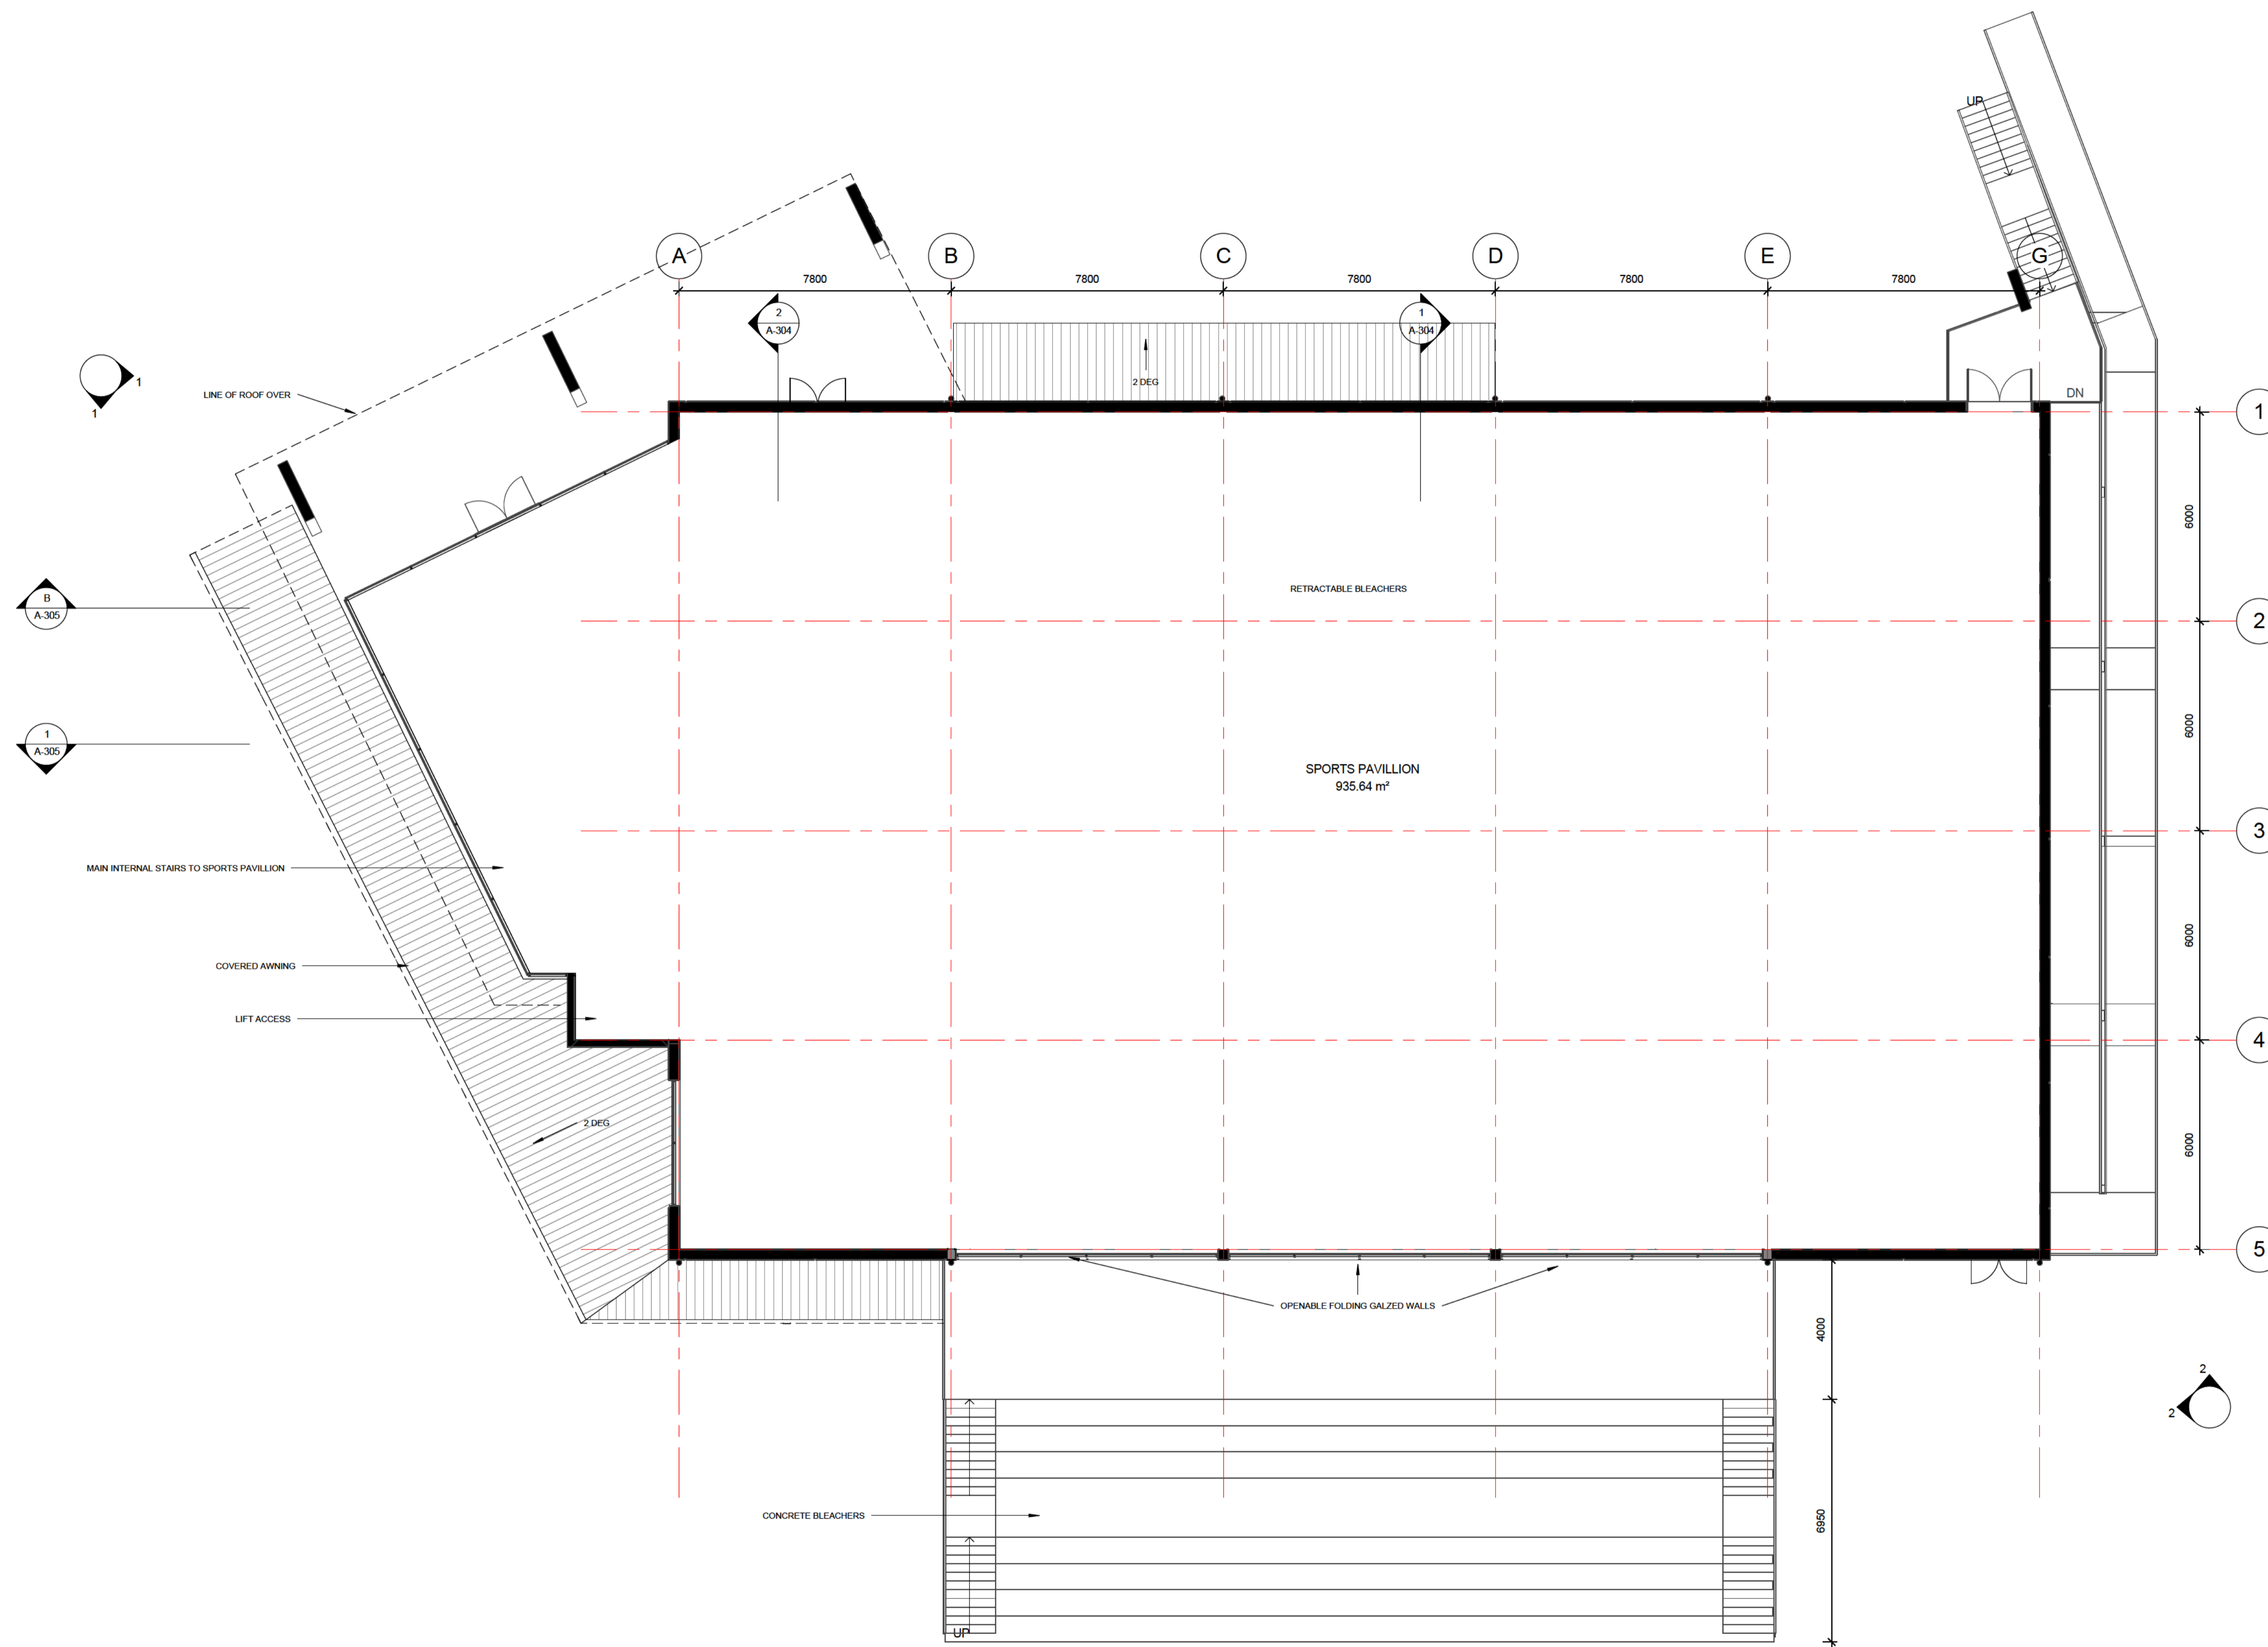 UP
A
B
C
D
E
G
7800
7800
7800
7800
7800
2
A-304
1
A-304
1
1
LINE OF ROOF OVER
2 DEG
DN
1
6000
RETRACTABLE BLEACHERS
B
A-305
2
6000
1
A-305
SPORTS PAVILLION
935.64 m²
3
MAIN INTERNAL STAIRS TO SPORTS PAVILLION
6000
COVERED AWNING
LIFT ACCESS
4
2 DEG
6000
5
OPENABLE FOLDING GALZED WALLS
4000
2
2
CONCRETE BLEACHERS
6950
UP